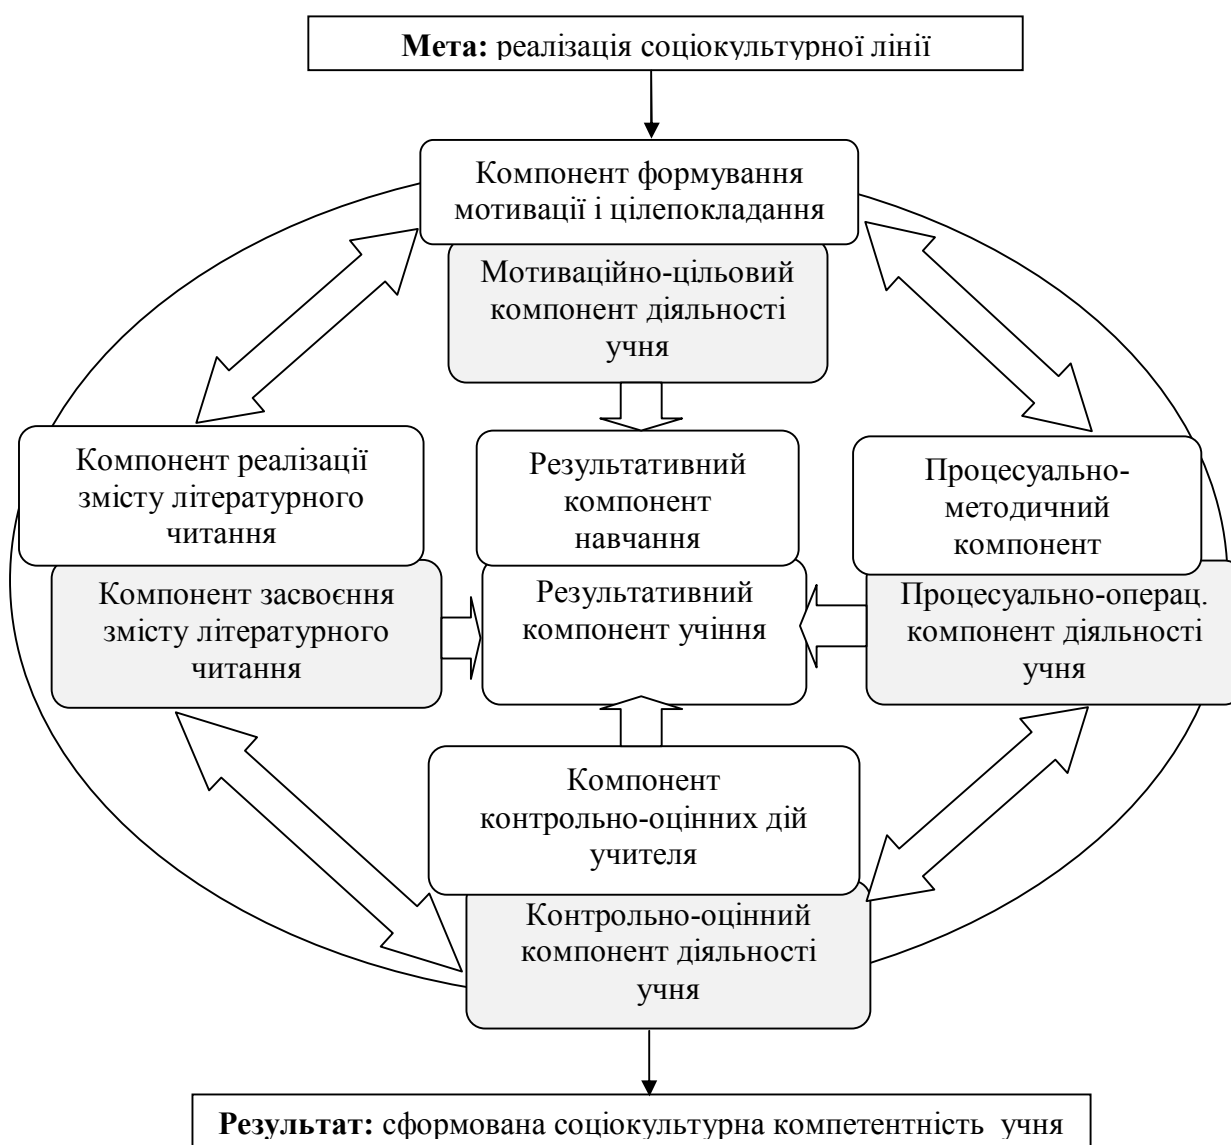 Мета: реалізація соціокультурної лінії
Компонент формування
мотивації і цілепокладання
Мотиваційно-цільовий
компонент діяльності
учня
Компонент реалізації
змісту літературного
читання
Компонент засвоєння
змісту літературного
читання
Результативний
компонент
навчання
Результативний
компонент учіння
Процесуально-
методичний
компонент
Процесуально-операц.
компонент діяльності
учня
Компонент
контрольно-оцінних дій
учителя
Контрольно-оцінний
компонент діяльності
учня
Результат: сформована соціокультурна компетентність учня